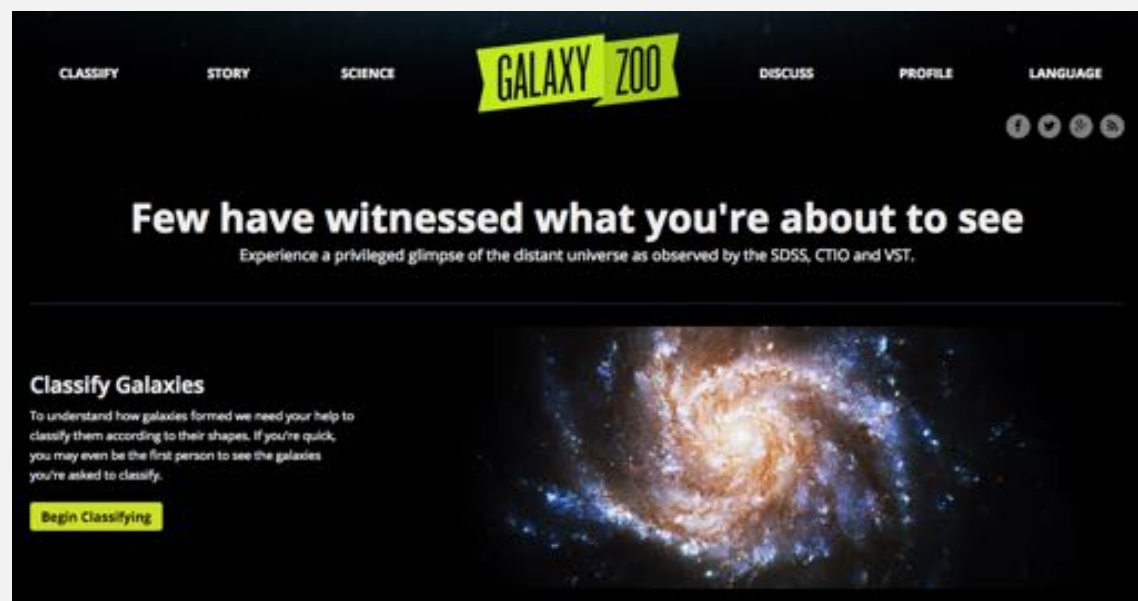 CLASSIFY STORY SCIENCE GALAXY ZOO DISCUSS PROFILE LANGUAGE
Few have witnessed what you're about to see
Experience a privileged glimpse of the distant universe as observed by the SDSS, CTIO and VST.
Classify Galaxies
To understand how galaxies formed we need your help to
classify them according to their shapes. If you're quick,
you may even be the first person to see the galaxies
you're asked to classify.
Begin Classifying